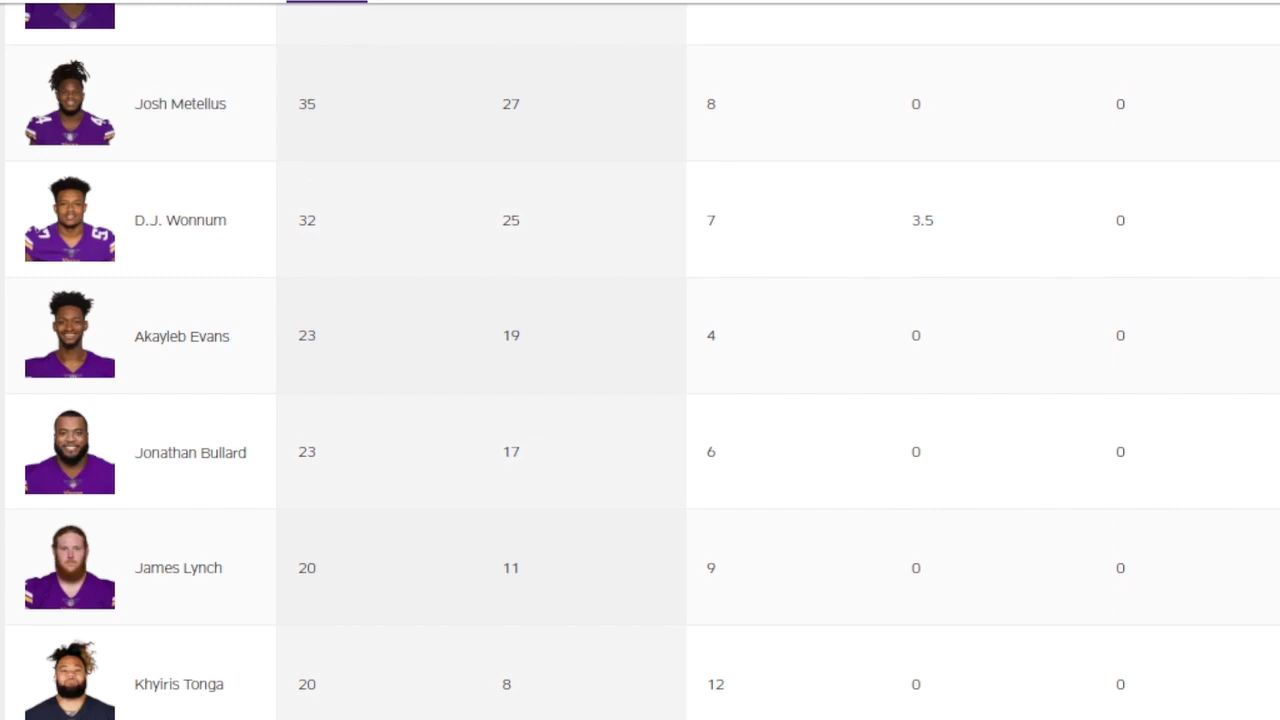 Josh Metellus 35 27 8 0 0
D.J. Wonnum 32 25 7 3.5 0
Akayleb Evans 23 19 4 0 0
Jonathan Bullard 23 17 6 0 0
James Lynch 20 11 9 0 0
Khyiris Tonga 20 8 12 0 0